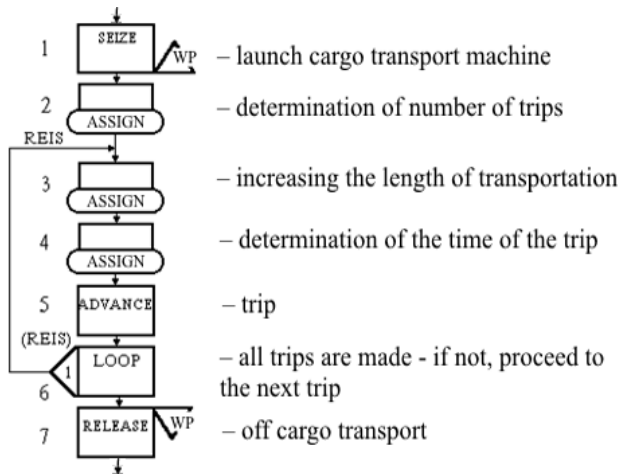 SEIZE
1
WP
– launch cargo transport machine
2
– determination of number of trips
ASSIGN
REIS
3
– increasing the length of transportation
ASSIGN
4
– determination of the time of the trip
ASSIGN
5
ADVANCE
– trip
(REIS)
1
LOOP
– all trips are made - if not, proceed to
the next trip
6
7
RELEASE
WP
– off cargo transport